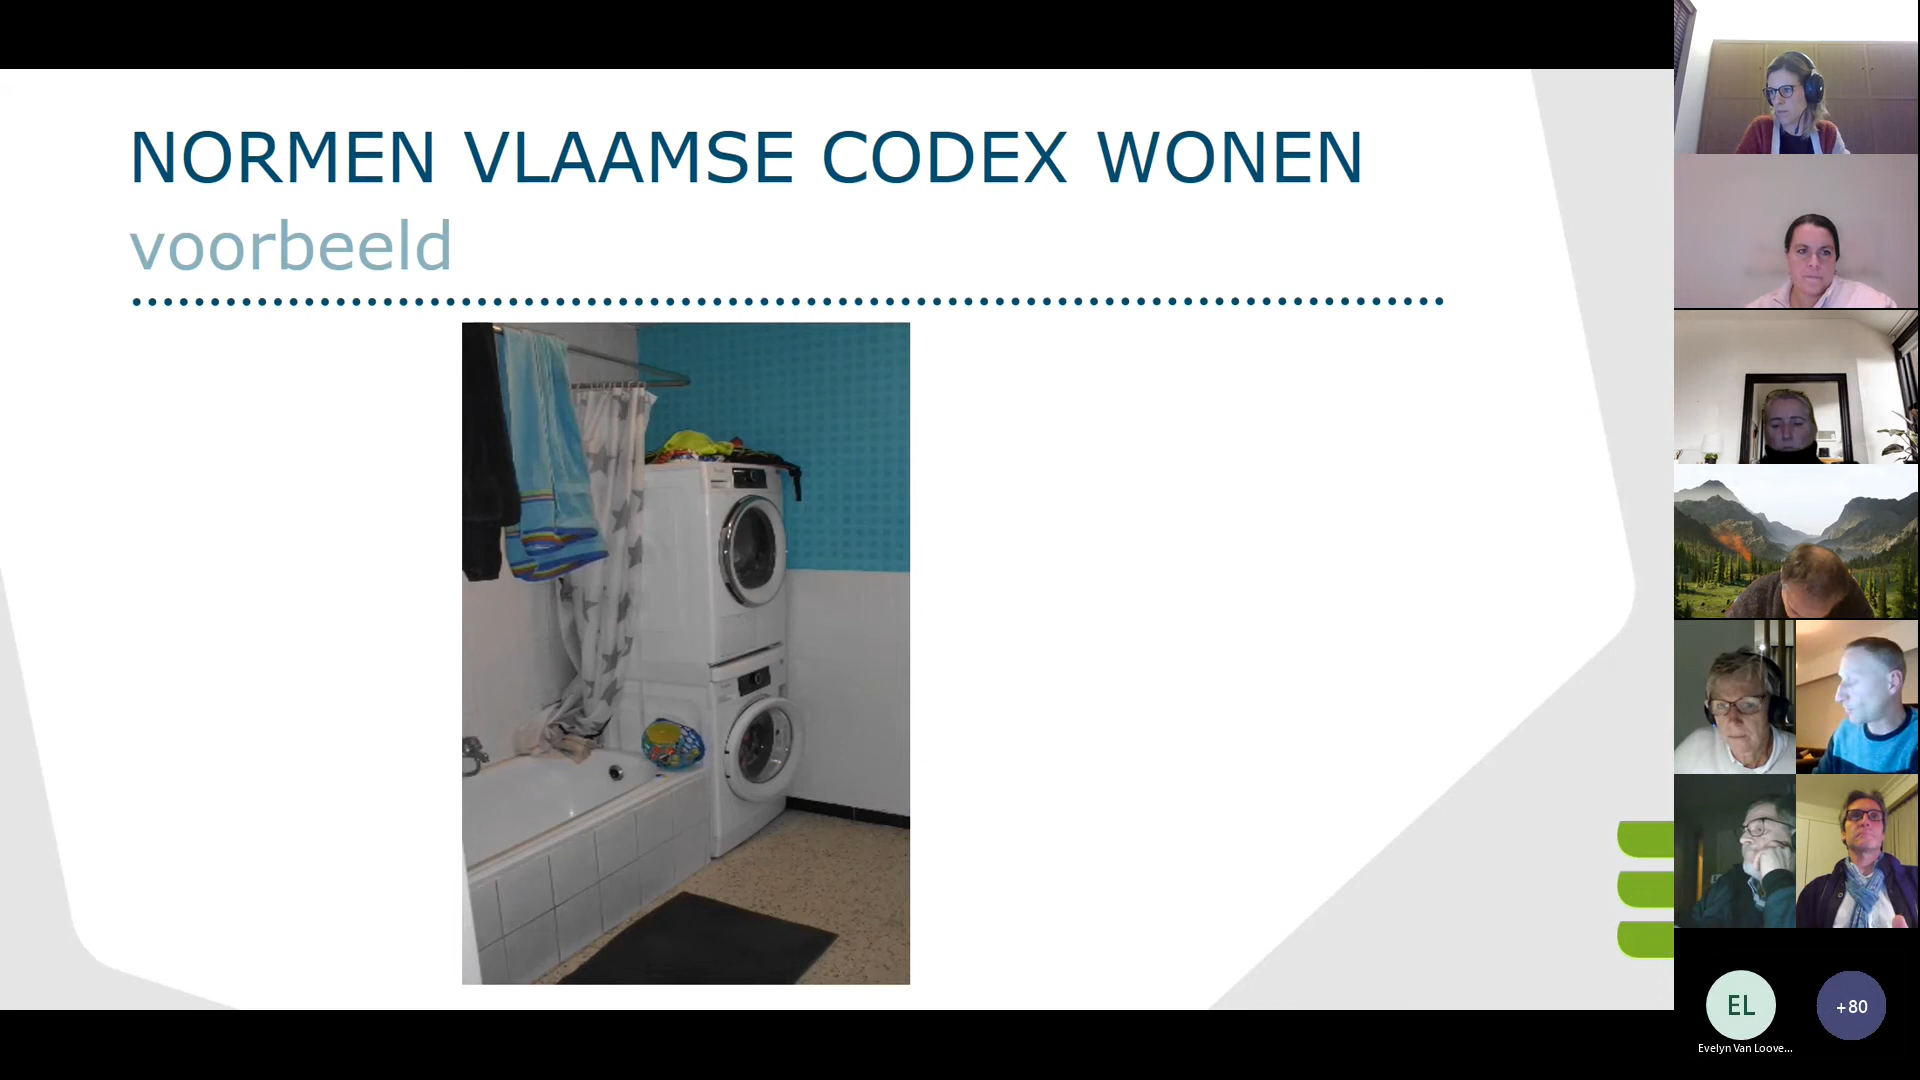 NORMEN VLAAMSE CODEX WONEN
voorbeeld
EL
+80
Evelyn Van Loove...